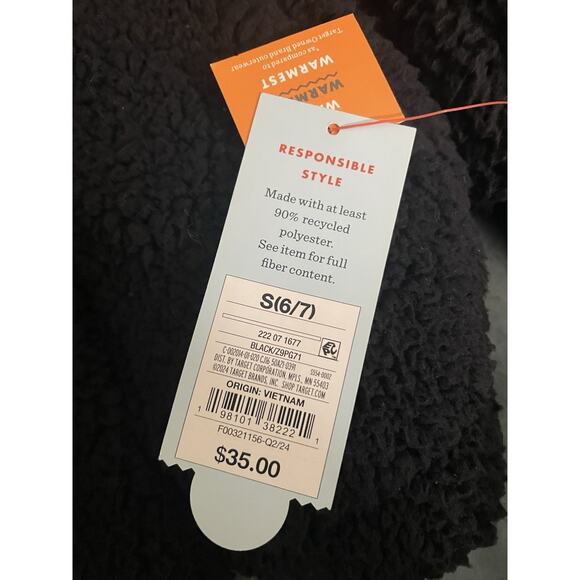 WARMEST
*as compared to
Target Owned Brand outerwear
RESPONSIBLE
STYLE
Made with at least
90% recycled
polyester.
See item for full
fiber content.
S(6/7)
222 07 1677
BLACK/Z9PG71
DIST. BY TARGET CORPORATION, MPLS., MN 55403
©2024 TARGET BRANDS, INC. SHOP TARGET.COM
ORIGIN: VIETNAM
1 98101 38222 1
F00321156-Q2/24
$35.00